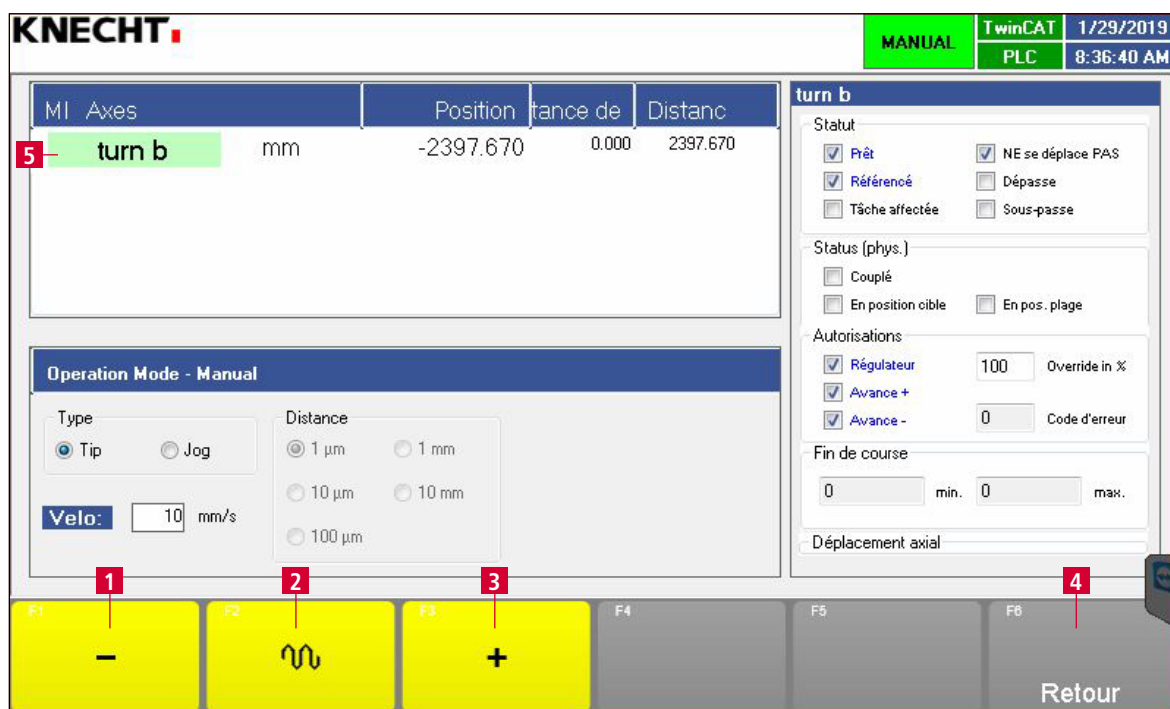 KNECHT
MANUAL
TwinCAT 1/29/2019
PLC 8:36:40 AM
MI Axes Position tance de Distanc
5 turn b mm -2397.670 0.000 2397.670
turn b
Statut
Prêt NE se déplace PAS
Référencé Dépasse
Tâche affectée Sous-passe
Status (phys.)
Couplé
En position cible En pos. plage
Autorisations
Régulateur 100 Override in %
Avance +
Avance - 0 Code d'erreur
Fin de course
0 min. 0 max.
Déplacement axial
Operation Mode - Manual
Type Distance
Tip Jog 1 µm 1 mm
10 µm 10 mm
Velo: 10 mm/s
100 µm
1 2 3 4
F1 F2 F3 F4 F5 F6
- +
Retour